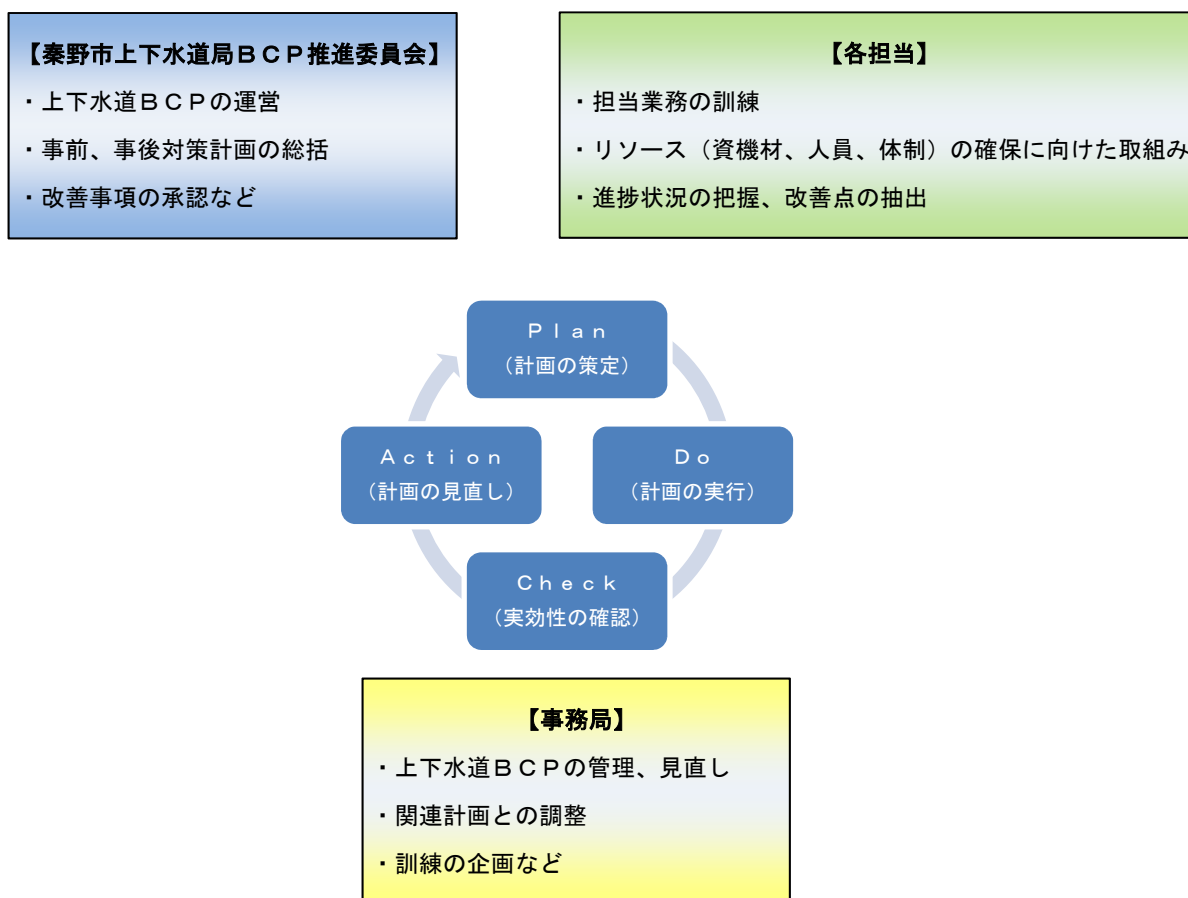 【秦野市上下水道局ＢＣＰ推進委員会】
・上下水道ＢＣＰの運営
・事前、事後対策計画の総括
・改善事項の承認など
【各担当】
・担当業務の訓練
・リソース（資機材、人員、体制）の確保に向けた取組み
・進捗状況の把握、改善点の抽出
Ｐｌａｎ
（計画の策定）
Ａｃｔｉｏｎ
（計画の見直し）
Ｄｏ
（計画の実行）
Ｃｈｅｃｋ
（実効性の確認）
【事務局】
・上下水道ＢＣＰの管理、見直し
・関連計画との調整
・訓練の企画など